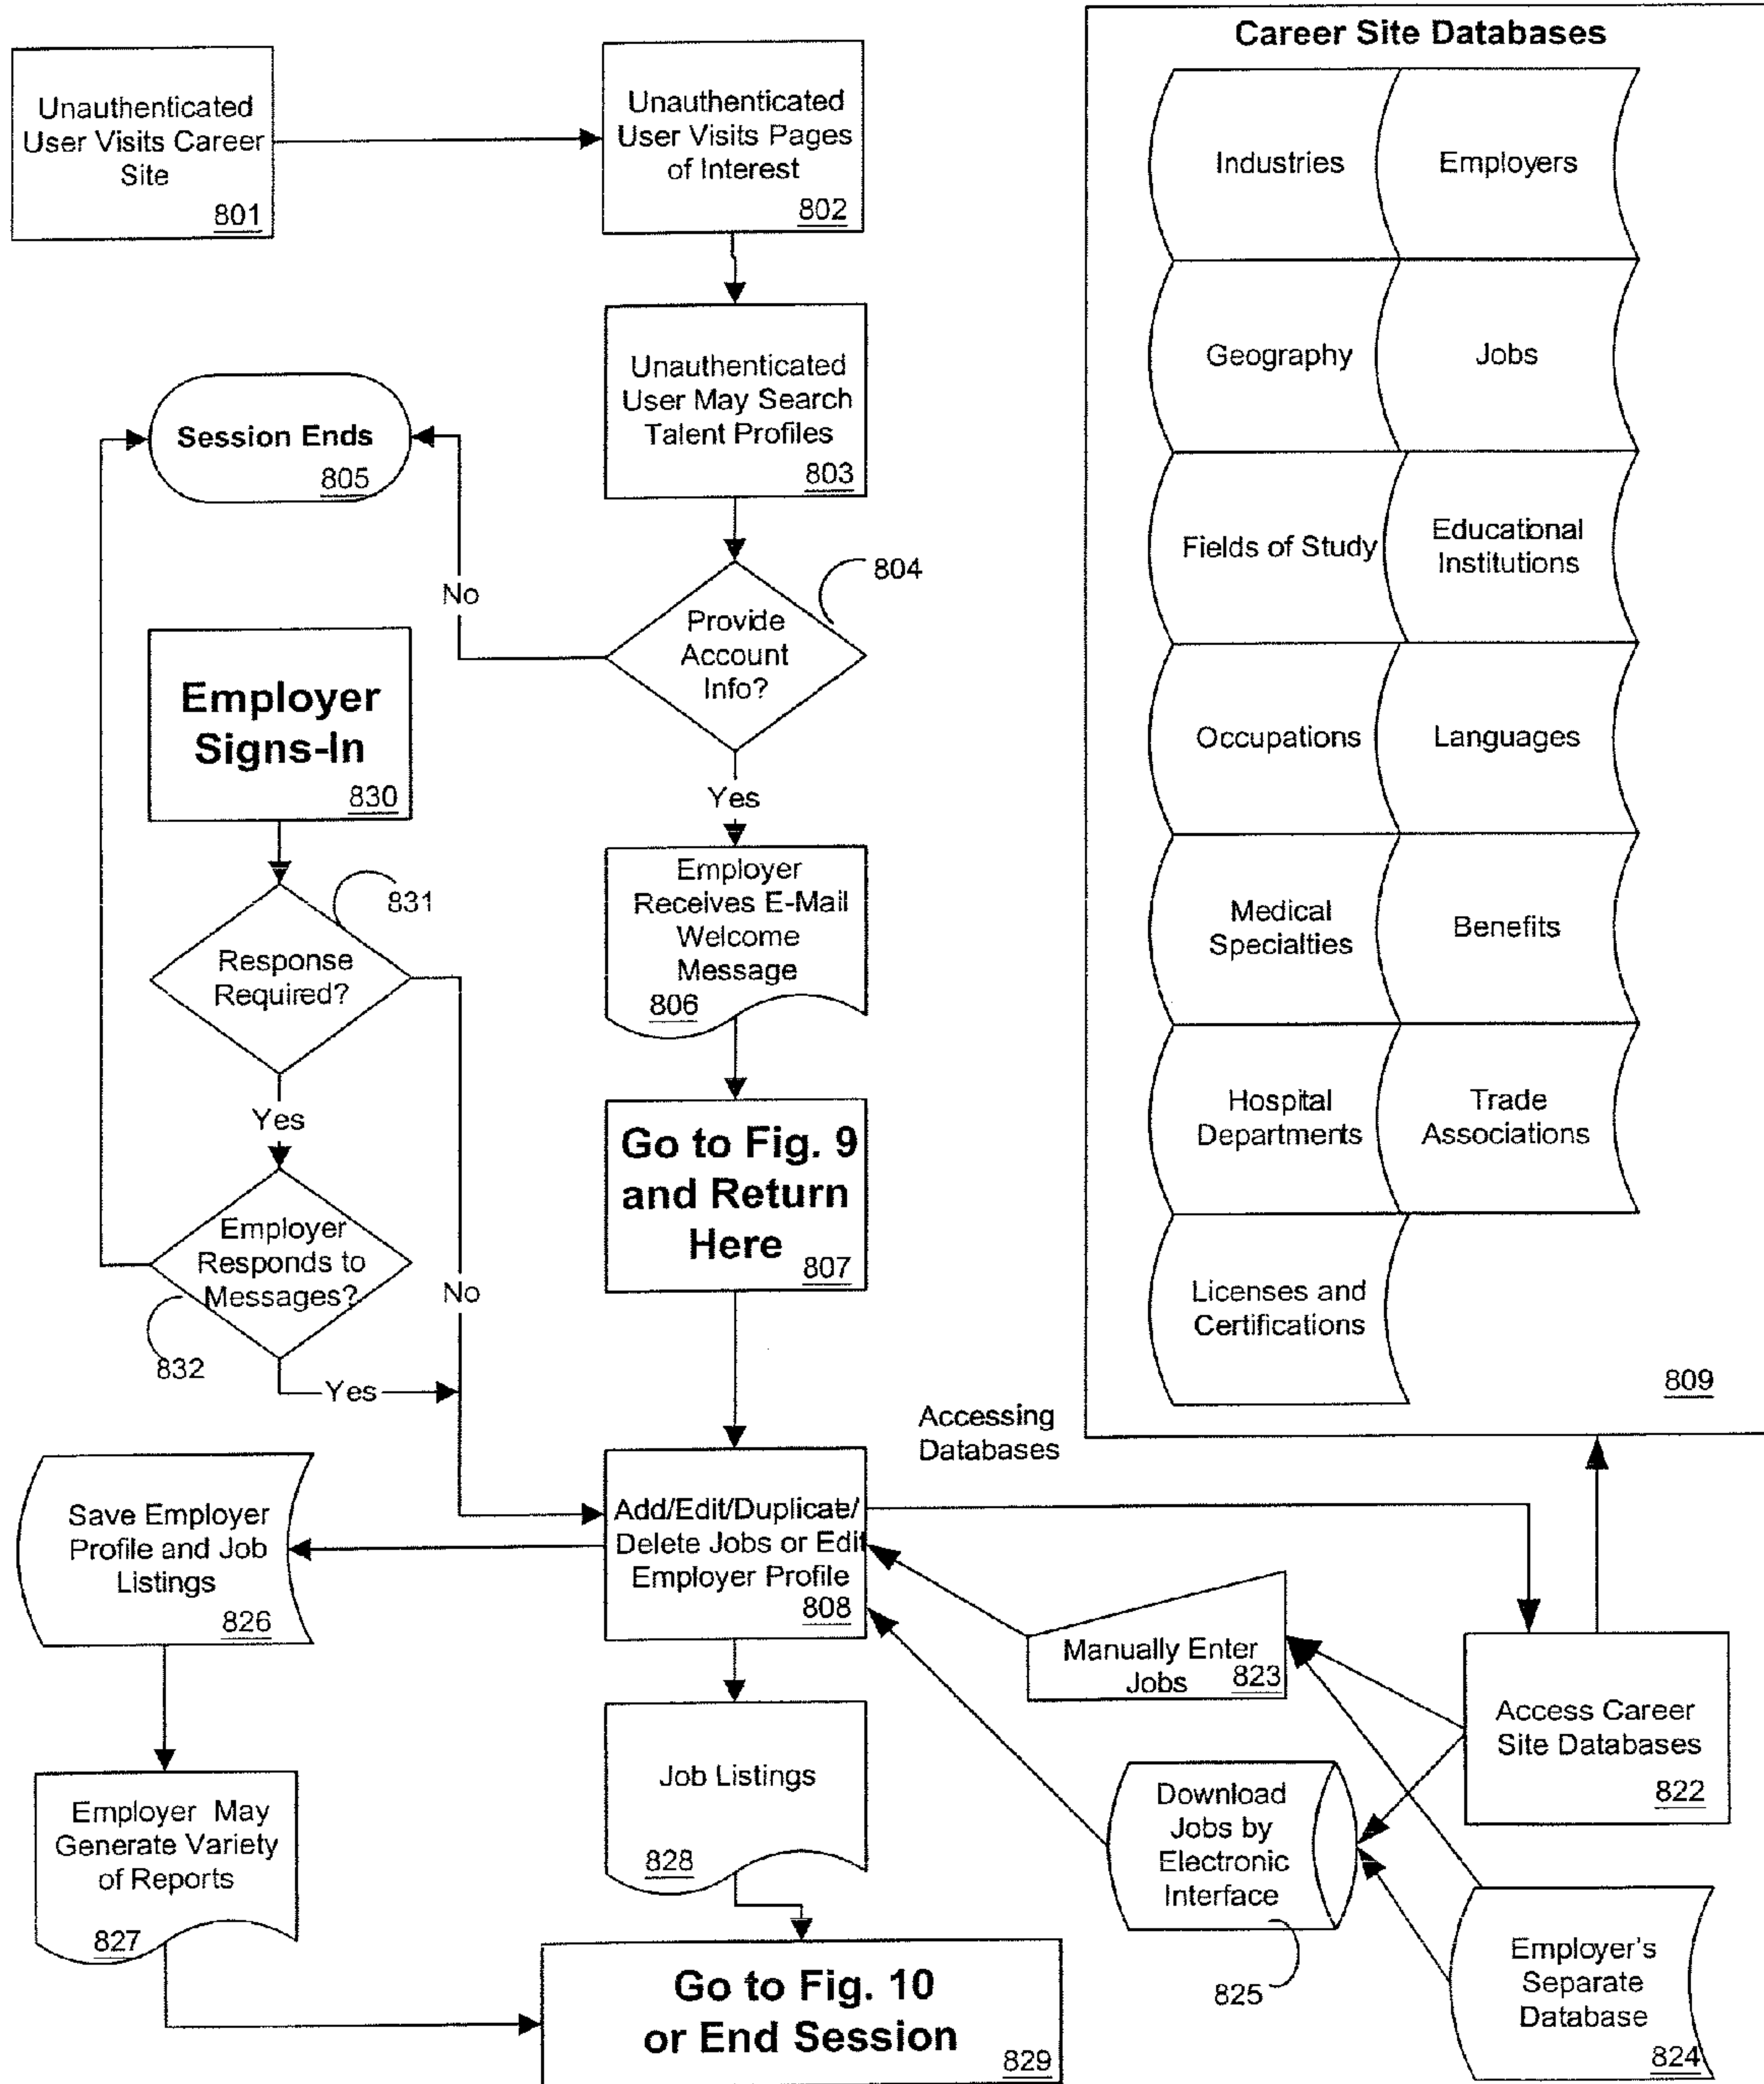 Unauthenticated
User Visits Career
Site
801
Unauthenticated
User Visits Pages
of Interest
802
Unauthenticated
User May Search
Talent Profiles
803
Session Ends
805
804
No
Provide
Account
Info?
Employer
Signs-In
830
Yes
831
Employer
Receives E-Mail
Welcome
Message
806
Response
Required?
Yes
Go to Fig. 9
and Return
Here
807
Employer
Responds to
Messages?
No
832
Yes
Save Employer
Profile and Job
Listings
826
Add/Edit/Duplicate/
Delete Jobs or Edit
Employer Profile
808
Employer May
Generate Variety
of Reports
827
Job Listings
828
Go to Fig. 10
or End Session
829
Career Site Databases
Industries
Employers
Geography
Jobs
Fields of Study
Educational
Institutions
Occupations
Languages
Medical
Specialties
Benefits
Hospital
Departments
Trade
Associations
Licenses and
Certifications
809
Accessing
Databases
Manually Enter
Jobs
823
Access Career
Site Databases
822
Download
Jobs by
Electronic
Interface
825
Employer's
Separate
Database
824